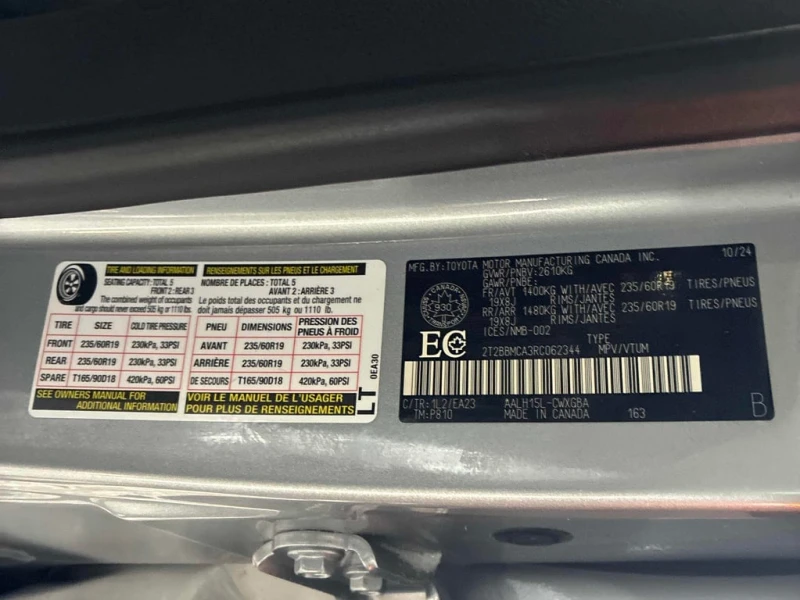 TIRE AND LOADING INFORMATION
SEATING CAPACITY: TOTAL 5
FRONT 2 : REAR 3
The combined weight of occupants
and cargo should never exceed 505 kg or 1110 lbs.
RENSEIGNEMENTS SUR LES PNEUS ET LE CHARGEMENT
NOMBRE DE PLACES : TOTAL 5
AVANT 2 : ARRIÈRE 3
Le poids total des occupants et du chargement ne
doit jamais dépasser 505 kg ou 1110 lb.
TIRE SIZE COLD TIRE PRESSURE PNEU DIMENSIONS PRESSION DES PNEUS À FROID
FRONT 235/60R19 230kPa, 33PSI AVANT 235/60R19 230kPa, 33PSI
REAR 235/60R19 230kPa, 33PSI ARRIÈRE 235/60R19 230kPa, 33PSI
SPARE T165/90D18 420kPa, 60PSI DE SECOURS T165/90D18 420kPa, 60PSI
SEE OWNERS MANUAL FOR
ADDITIONAL INFORMATION
VOIR LE MANUEL DE L'USAGER
POUR PLUS DE RENSEIGNEMENTS
LT 0EA30
MFG.BY:TOYOTA MOTOR MANUFACTURING CANADA INC. 10/24
GVWR/PNBV:2610KG
GAWR/PNBE:
FR/AVT 1400KG WITH/AVEC 235/60R19 TIRES/PNEUS
19X8J RIMS/JANTES
RR/ARR 1480KG WITH/AVEC 235/60R19 TIRES/PNEUS
19X8J RIMS/JANTES
ICES/NMB-002
TYPE
2T2BBMCA3RC062344 MPV/VTUM
CANADA
930
EC
C/TR:1L2/EA23 AALH15L-CWXGBA
TM-P810 MADE IN CANADA 163
B